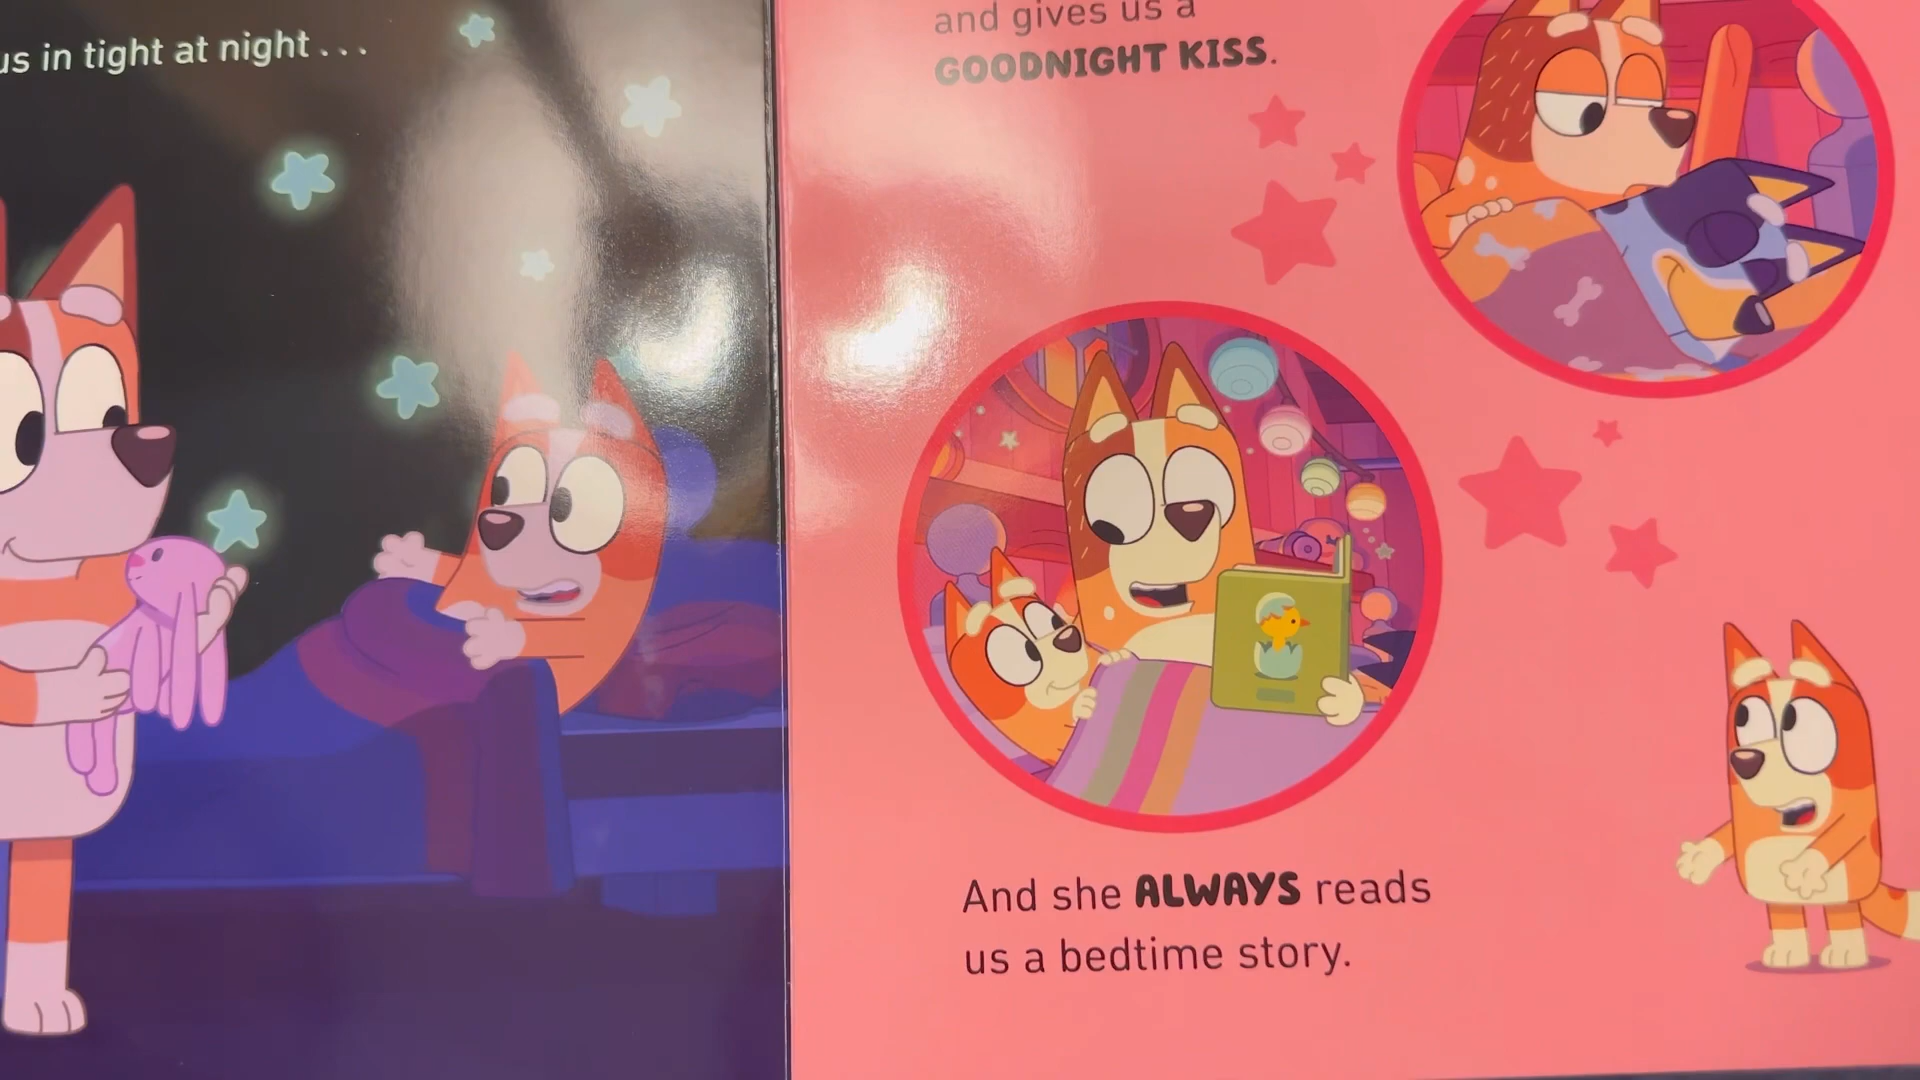 us in tight at night...
and gives us a
GOODNIGHT KISS.
And she ALWAYS reads
us a bedtime story.